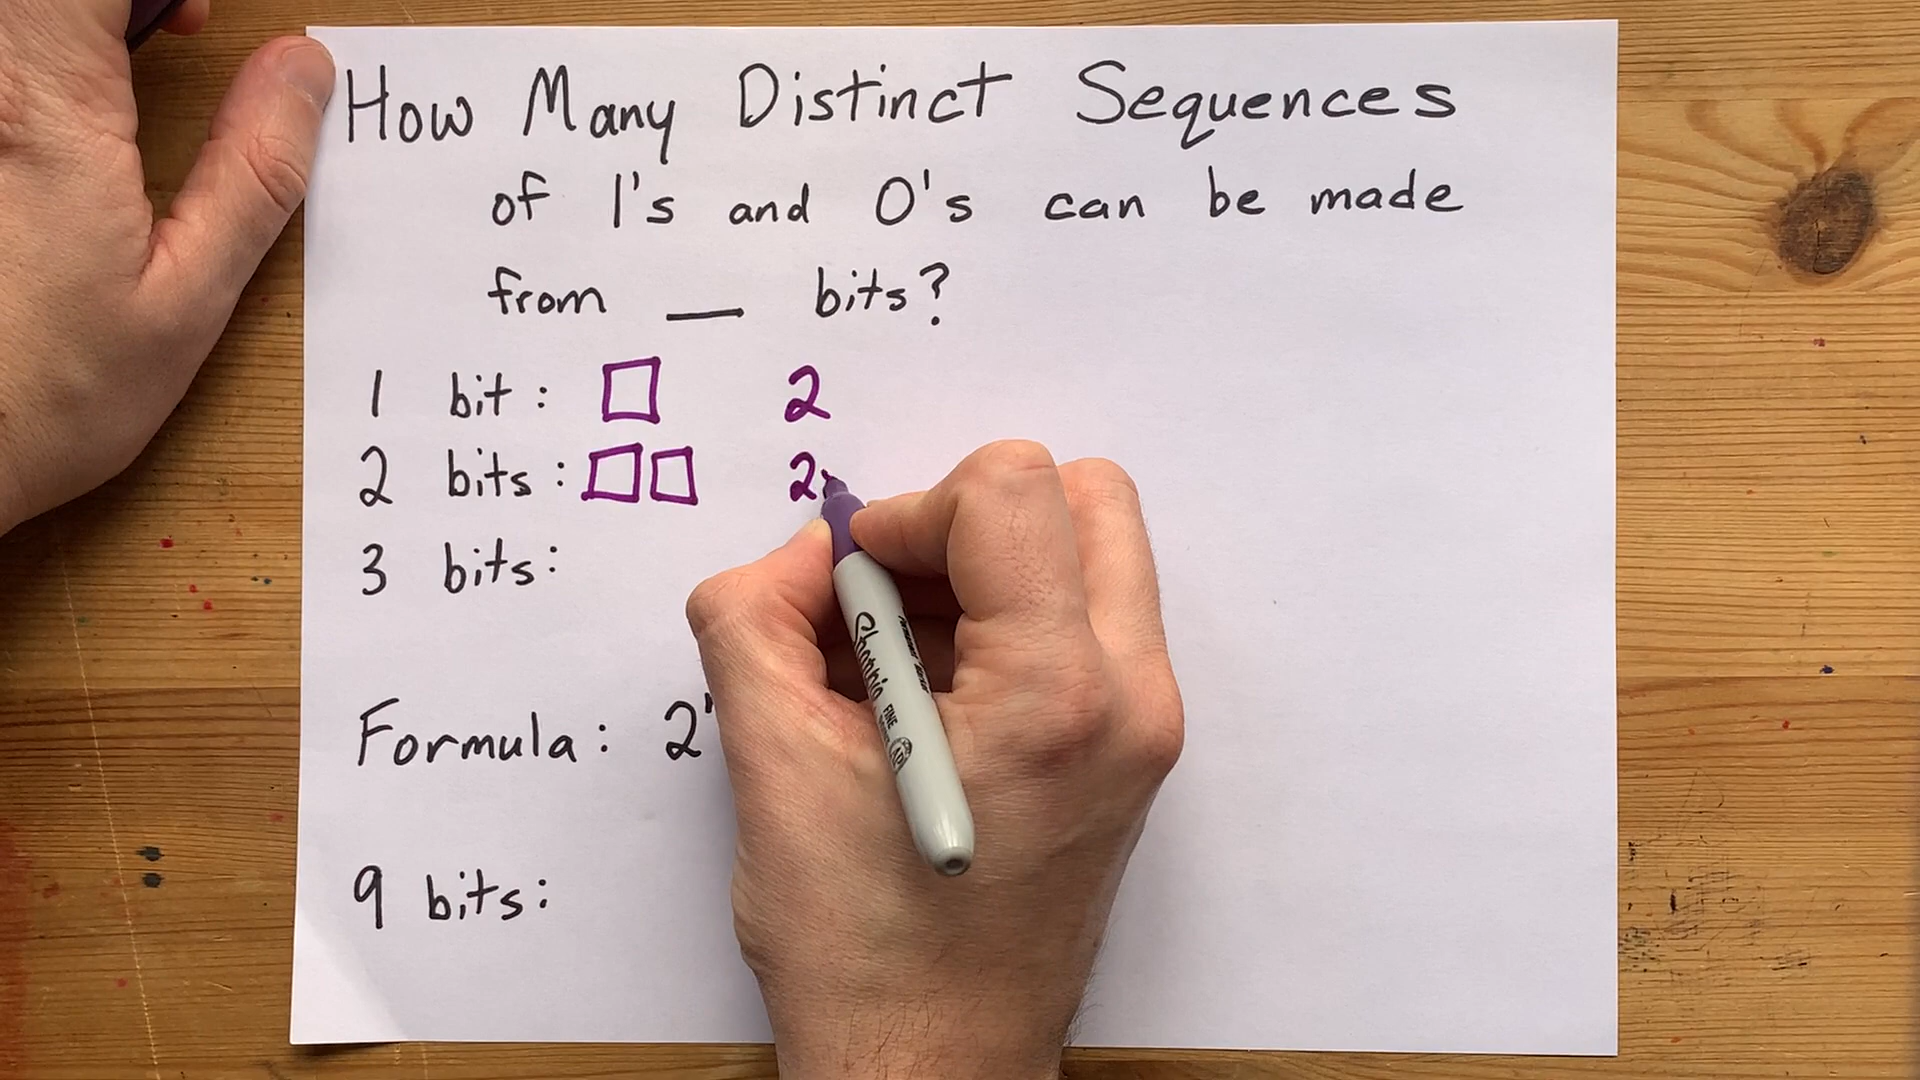 How Many Distinct Sequences
of 1's and 0's can be made
from __ bits?
1 bit: 2
2 bits: 2
3 bits:
Formula: 2
9 bits:
Sharpie
FINE
AP